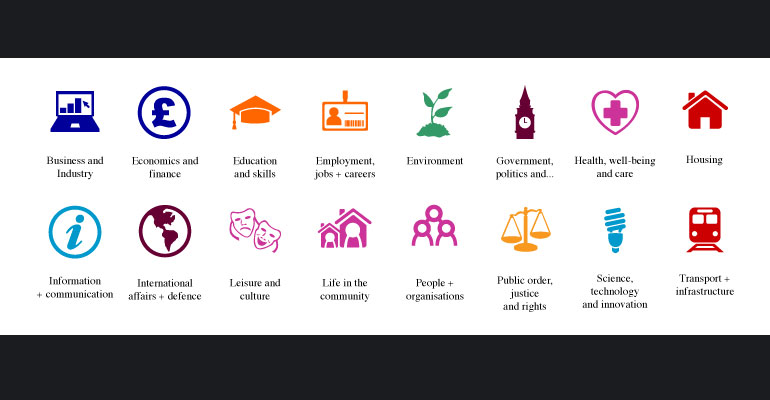 Business and
Industry
Economics and
finance
Education
and skills
Employment,
jobs + careers
Environment
Government,
politics and...
Health, well-being
and care
Housing
Information
+ communication
International
affairs + defence
Leisure and
culture
Life in the
community
People +
organisations
Public order,
justice
and rights
Science,
technology
and innovation
Transport +
infrastructure